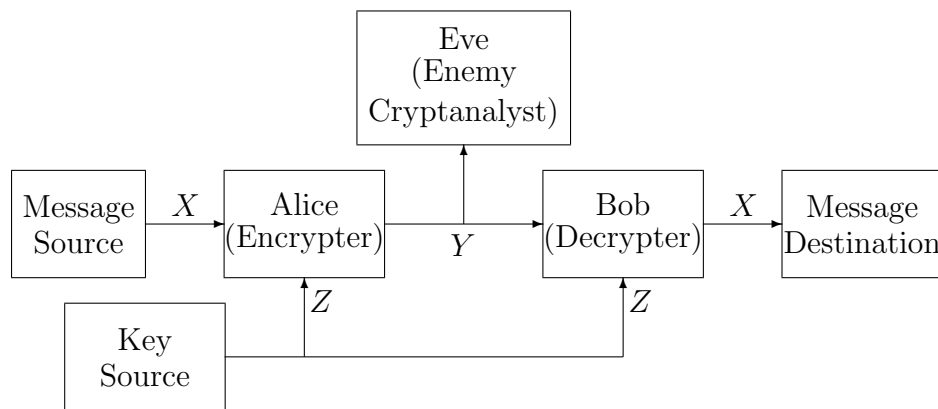 Eve
(Enemy
Cryptanalyst)
Message
Source
X
Alice
(Encrypter)
Y
Bob
(Decrypter)
X
Message
Destination
Z
Z
Key
Source